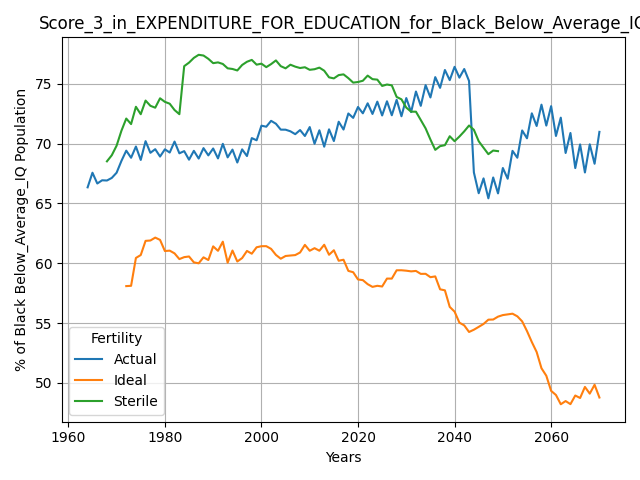 Score_3_in_EXPENDITURE_FOR_EDUCATION_for_Black_Below_Average_IQ
% of Black Below_Average_IQ Population
75
70
65
60
55
50
Fertility
Actual
Ideal
Sterile
1960 1980 2000 2020 2040 2060
Years